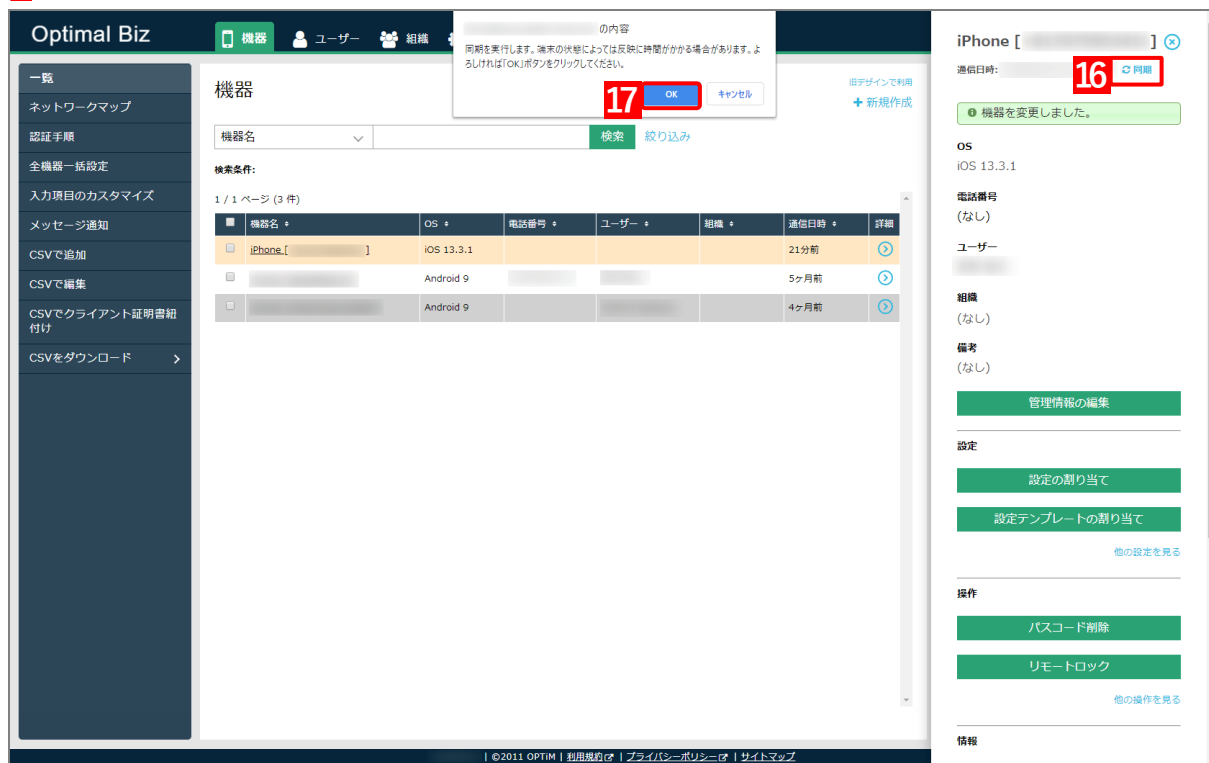 Optimal Biz
機器
ユーザー
組織
の内容
同期を実行します。端末の状態によっては反映に時間がかかる場合があります。よ
ろしければ「OK」ボタンをクリックしてください。
17
OK
キャンセル
一覧
ネットワークマップ
認証手順
全機器一括設定
入力項目のカスタマイズ
メッセージ通知
CSVで追加
CSVで編集
CSVでクライアント証明書紐
付け
CSVをダウンロード
機器
旧デザインで利用
新規作成
機器名
検索
絞り込み
検索条件:
1 / 1 ページ (3 件)
機器名 OS 電話番号 ユーザー 組織 通信日時 詳細
iPhone [ ] iOS 13.3.1 21分前
Android 9 5ヶ月前
Android 9 4ヶ月前
iPhone [ ]
通信日時:
16
同期
機器を変更しました。
OS
iOS 13.3.1
電話番号
(なし)
ユーザー
組織
(なし)
備考
(なし)
管理情報の編集
設定
設定の割り当て
設定テンプレートの割り当て
他の設定を見る
操作
パスコード削除
リモートロック
他の操作を見る
情報
| ©2011 OPTiM | 利用規約 | プライバシーポリシー | サイトマップ